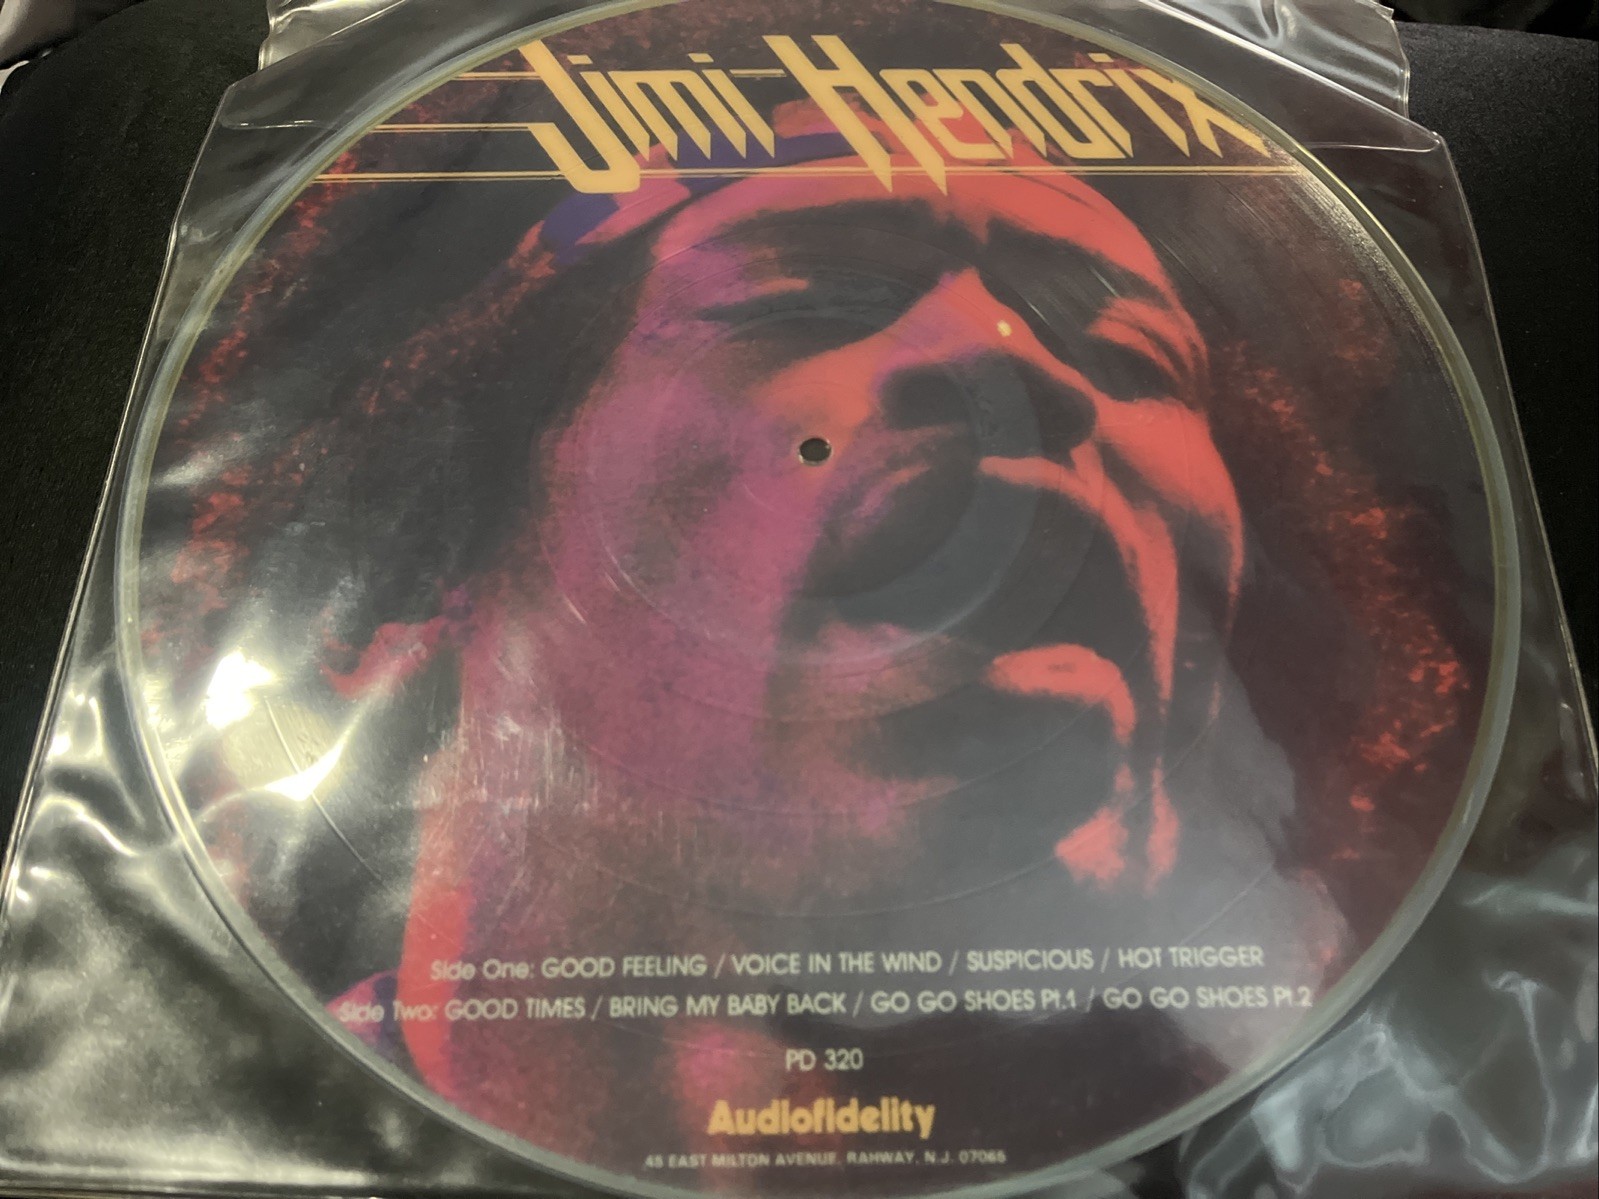 Jimi Hendrix
Side One: GOOD FEELING / VOICE IN THE WIND / SUSPICIOUS / HOT TRIGGER
Side Two: GOOD TIMES / BRING MY BABY BACK / GO GO SHOES Pt.1 / GO GO SHOES Pt.2
PD 320
Audiofidelity
45 EAST MILTON AVENUE, RAHWAY, N.J. 07065